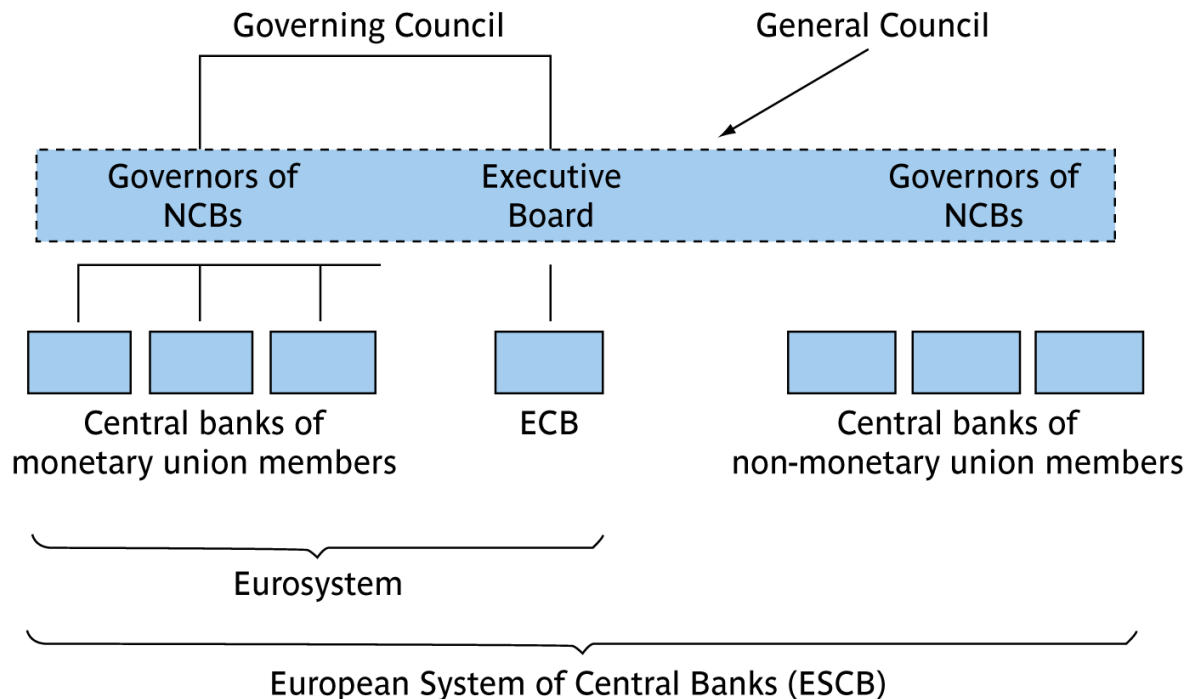 Governing Council
General Council
Governors of
NCBs
Executive
Board
Governors of
NCBs
Central banks of
monetary union members
ECB
Central banks of
non-monetary union members
Eurosystem
European System of Central Banks (ESCB)